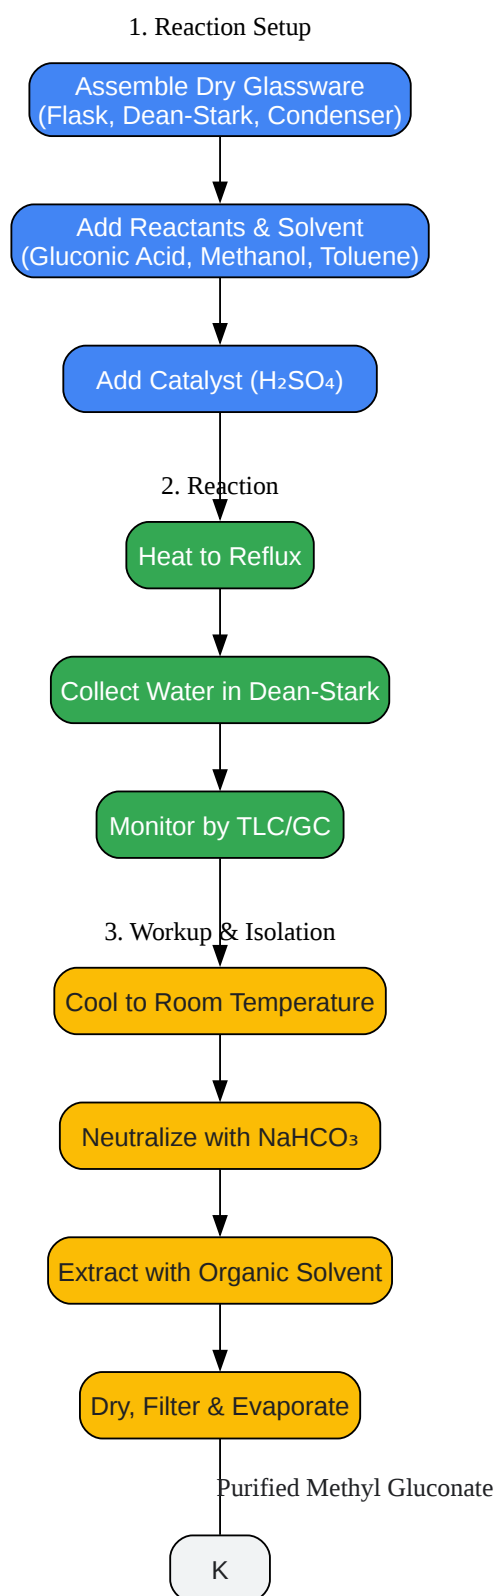 1. Reaction Setup
Assemble Dry Glassware
(Flask, Dean-Stark, Condenser)
Add Reactants & Solvent
(Gluconic Acid, Methanol, Toluene)
Add Catalyst (H₂SO₄)
2. Reaction
Heat to Reflux
Collect Water in Dean-Stark
Monitor by TLC/GC
3. Workup & Isolation
Cool to Room Temperature
Neutralize with NaHCO₃
Extract with Organic Solvent
Dry, Filter & Evaporate
Purified Methyl Gluconate
K